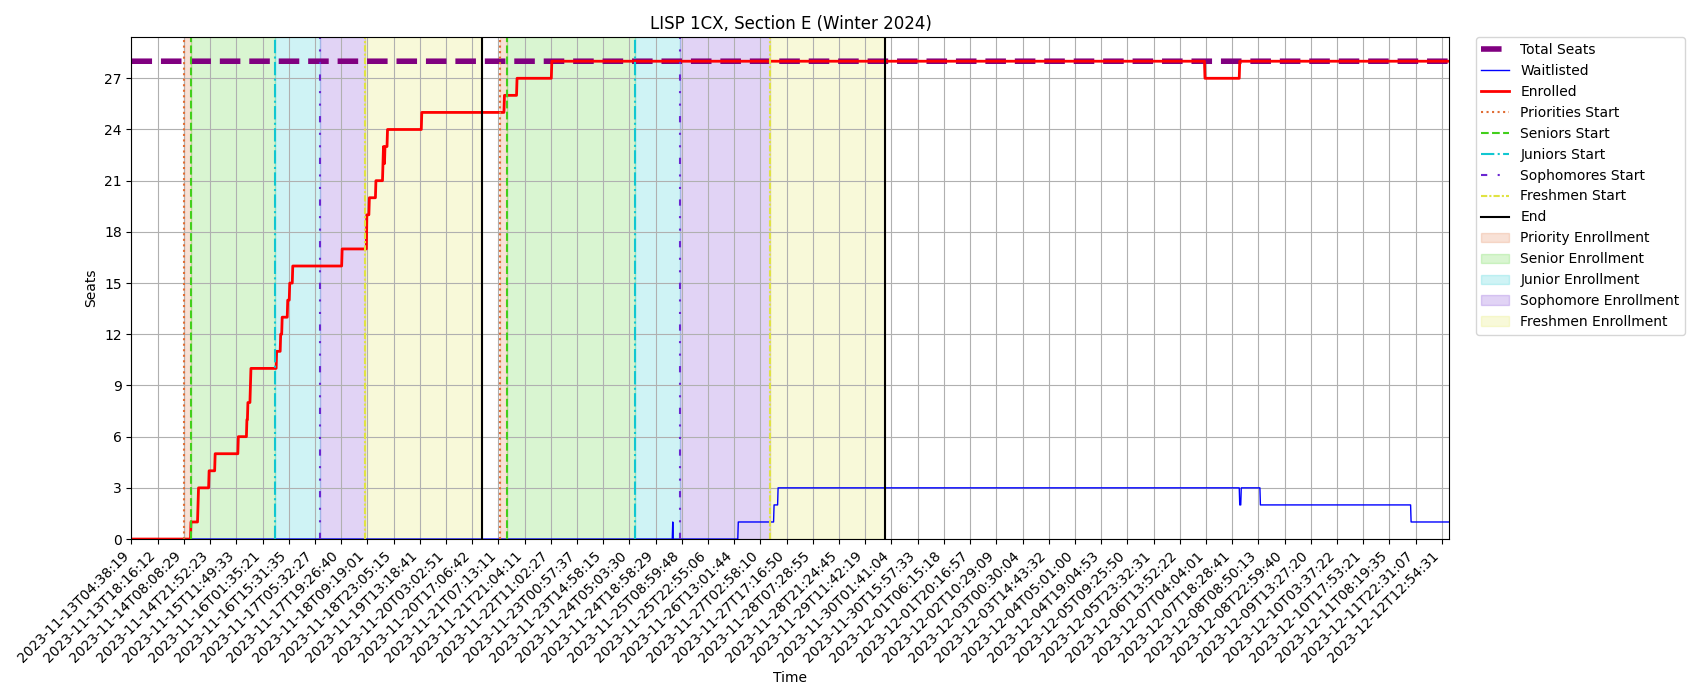 LISP 1CX, Section E (Winter 2024)
Seats
27
24
21
18
15
12
9
6
3
0
2023-11-13T04:38:19
2023-11-13T18:16:12
2023-11-14T08:08:29
2023-11-14T21:52:23
2023-11-15T11:49:33
2023-11-16T01:35:21
2023-11-16T15:31:35
2023-11-17T05:32:27
2023-11-17T19:26:40
2023-11-18T09:19:01
2023-11-18T23:05:15
2023-11-19T13:18:41
2023-11-20T03:02:51
2023-11-20T17:06:42
2023-11-21T07:13:11
2023-11-21T21:04:11
2023-11-22T11:02:27
2023-11-23T00:57:37
2023-11-23T14:58:15
2023-11-24T05:03:30
2023-11-24T18:58:29
2023-11-25T08:59:48
2023-11-25T22:55:06
2023-11-26T13:01:44
2023-11-27T02:58:10
2023-11-27T17:16:50
2023-11-28T07:28:55
2023-11-28T21:24:45
2023-11-29T11:42:19
2023-11-30T01:41:04
2023-11-30T15:57:33
2023-12-01T06:15:18
2023-12-01T20:16:57
2023-12-02T10:29:09
2023-12-03T00:30:04
2023-12-03T14:43:32
2023-12-04T05:01:00
2023-12-04T19:04:53
2023-12-05T09:25:50
2023-12-05T23:32:31
2023-12-06T13:52:22
2023-12-07T04:04:01
2023-12-07T18:28:41
2023-12-08T08:50:13
2023-12-08T22:59:40
2023-12-09T13:27:20
2023-12-10T03:37:22
2023-12-10T17:53:21
2023-12-11T08:19:35
2023-12-11T22:31:07
2023-12-12T12:54:31
Time
Total Seats
Waitlisted
Enrolled
Priorities Start
Seniors Start
Juniors Start
Sophomores Start
Freshmen Start
End
Priority Enrollment
Senior Enrollment
Junior Enrollment
Sophomore Enrollment
Freshmen Enrollment